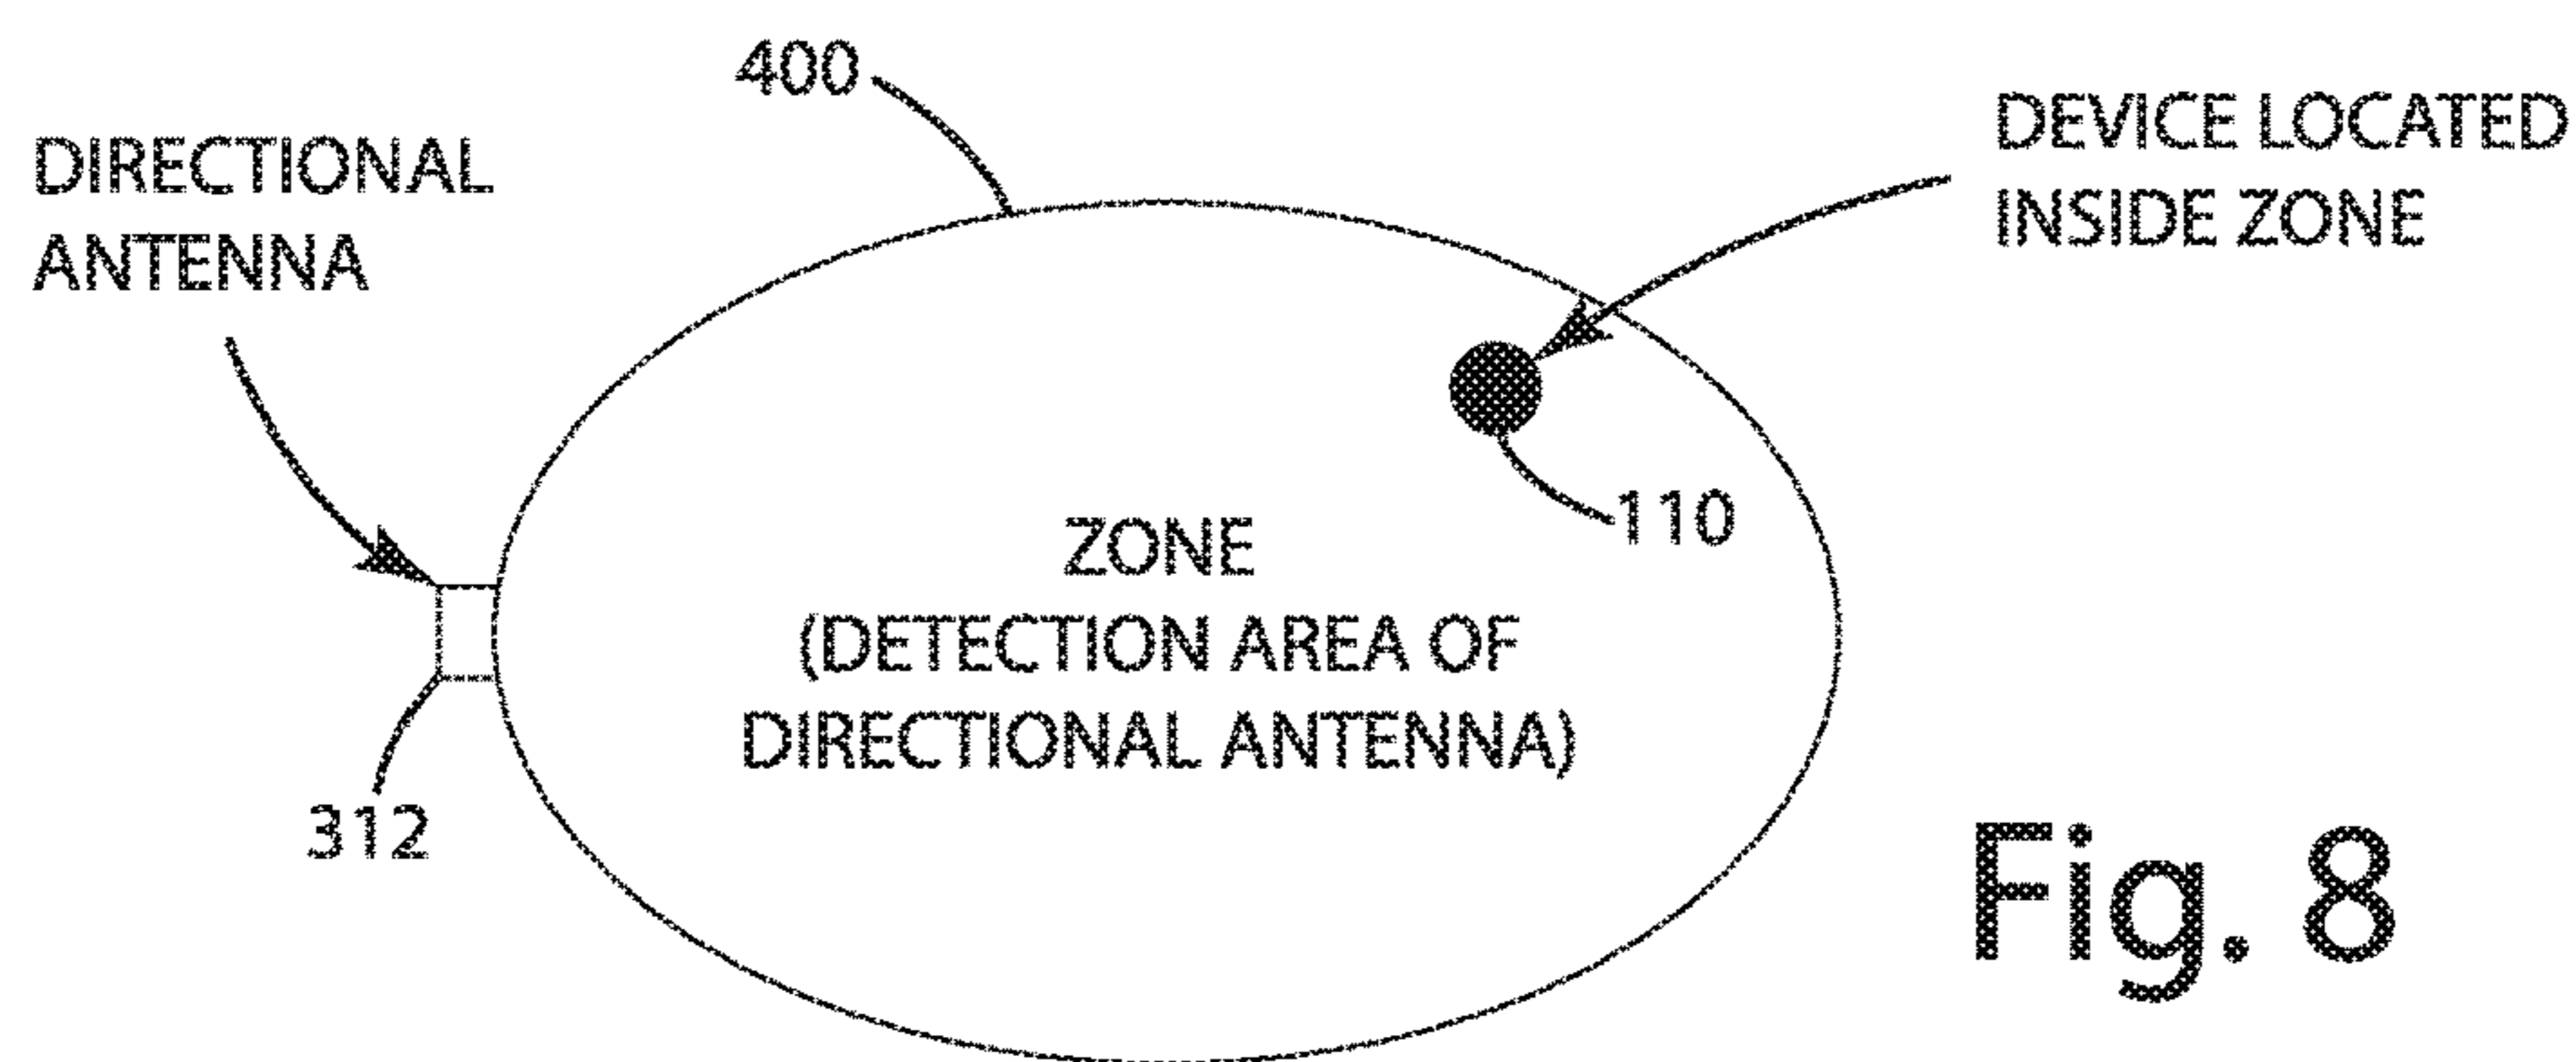 400
DIRECTIONAL
ANTENNA
DEVICE LOCATED
INSIDE ZONE
110
ZONE
(DETECTION AREA OF
DIRECTIONAL ANTENNA)
312
Fig. 8